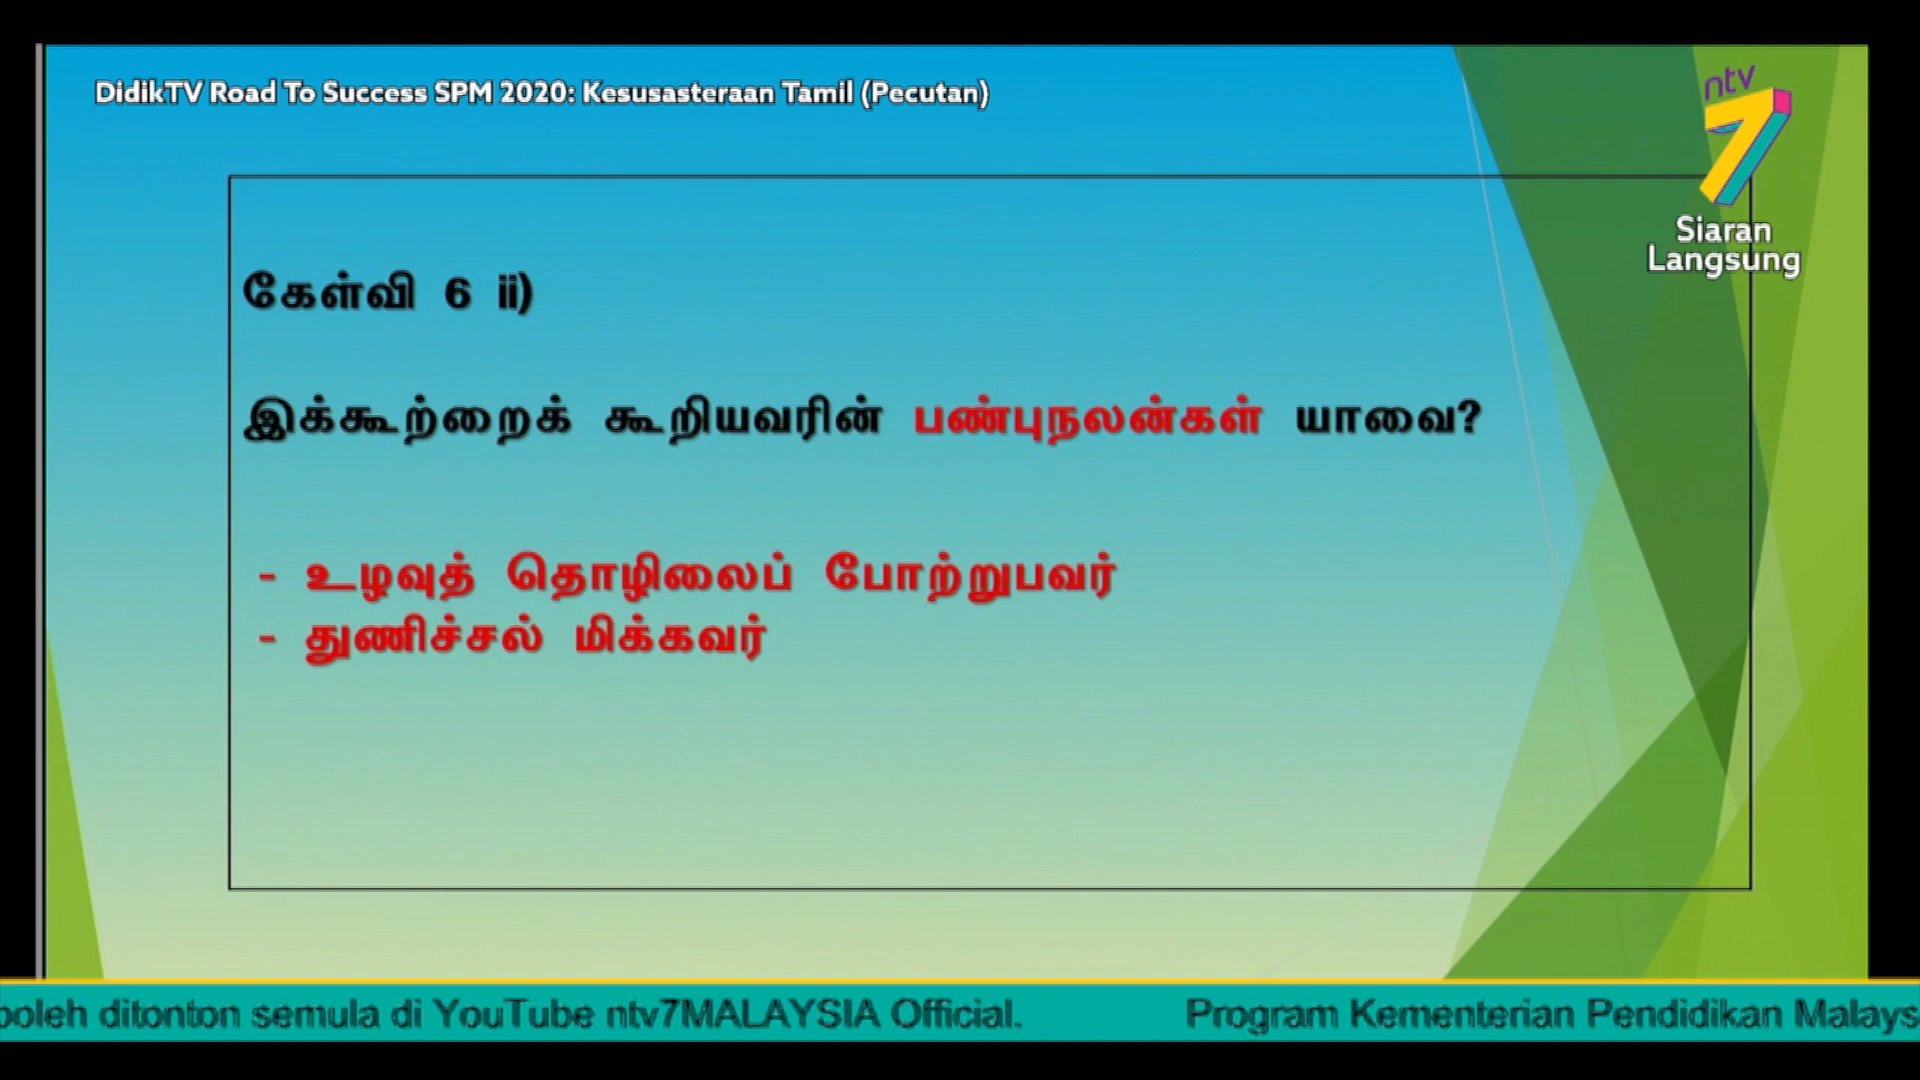 DidikTV Road To Success SPM 2020: Kesusasteraan Tamil (Pecutan)
ntv
7
Siaran
Langsung
கேள்வி 6 ii)
இக்கூற்றைக் கூறியவரின் பண்புநலன்கள் யாவை?
- உழவுத் தொழிலைப் போற்றுபவர்
- துணிச்சல் மிக்கவர்
boleh ditonton semula di YouTube ntv7MALAYSIA Official. Program Kementerian Pendidikan Malays